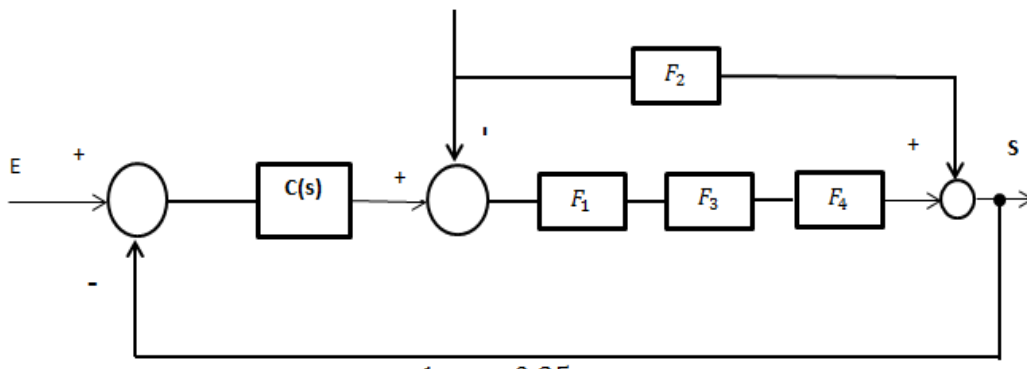 F₂
+
S
E
+
C(s)
+
'
F₁
F₃
F₄
-